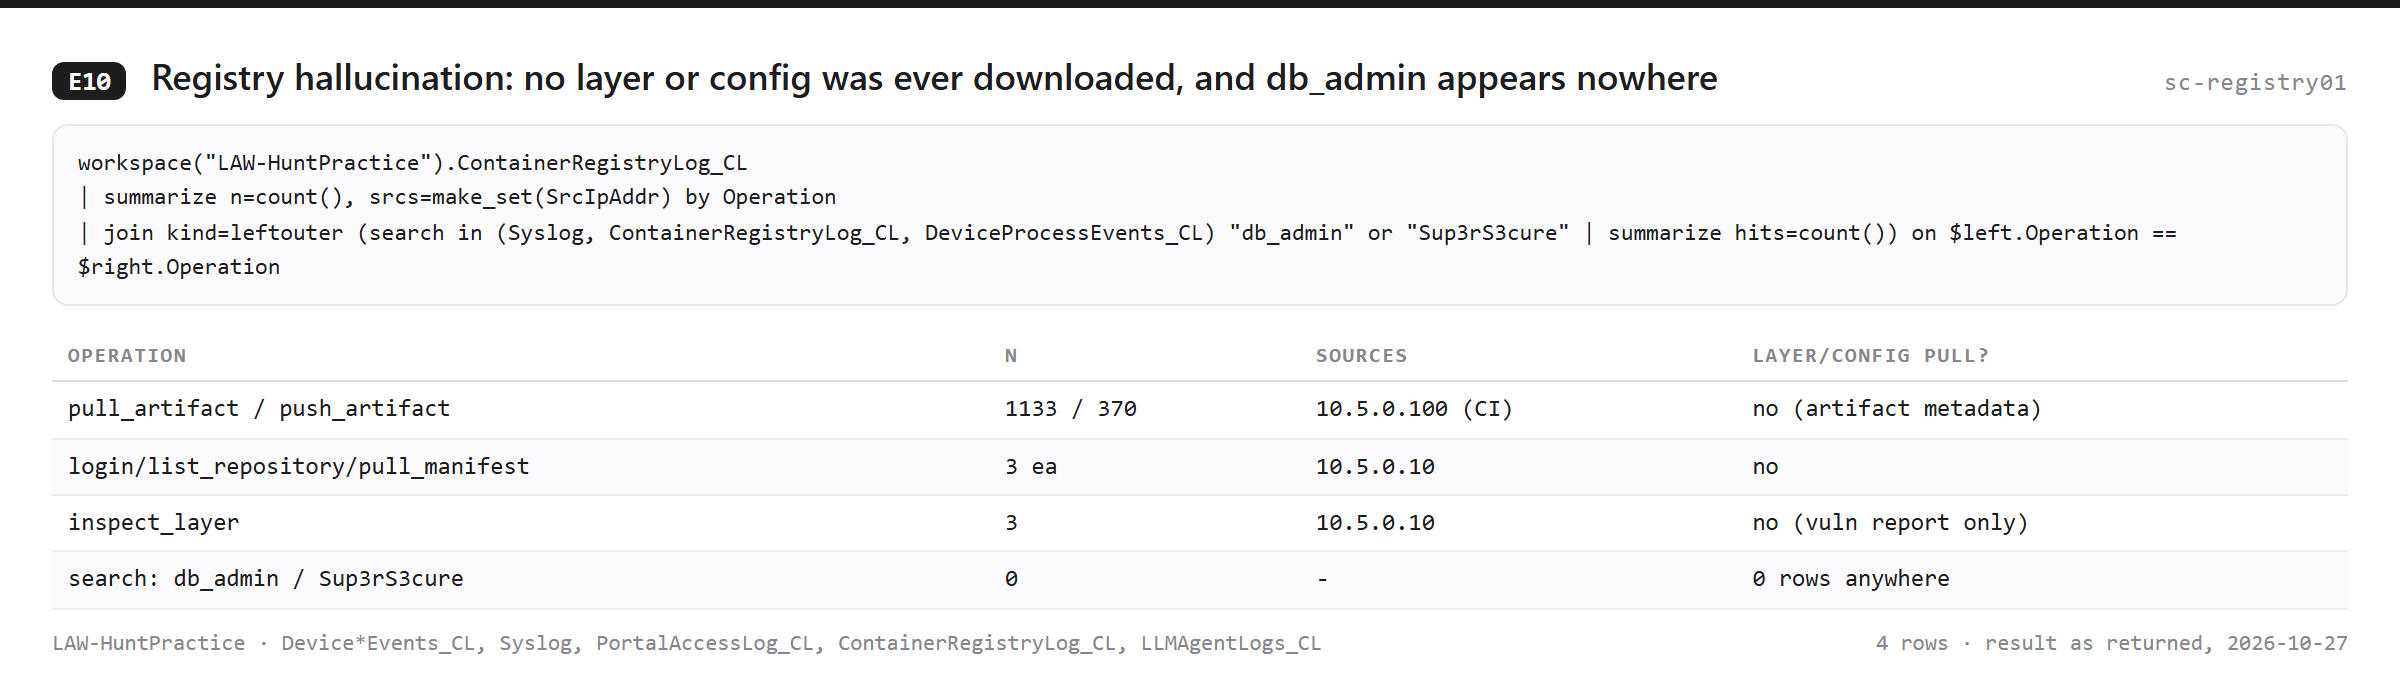 E10 Registry hallucination: no layer or config was ever downloaded, and db_admin appears nowhere sc-registry01
workspace("LAW-HuntPractice").ContainerRegistryLog_CL
| summarize n=count(), srcs=make_set(SrcIpAddr) by Operation
| join kind=leftouter (search in (Syslog, ContainerRegistryLog_CL, DeviceProcessEvents_CL) "db_admin" or "Sup3rS3cure" | summarize hits=count()) on $left.Operation ==
$right.Operation
OPERATION N SOURCES LAYER/CONFIG PULL?
pull_artifact / push_artifact 1133 / 370 10.5.0.100 (CI) no (artifact metadata)
login/list_repository/pull_manifest 3 ea 10.5.0.10 no
inspect_layer 3 10.5.0.10 no (vuln report only)
search: db_admin / Sup3rS3cure 0 - 0 rows anywhere
LAW-HuntPractice · Device*Events_CL, Syslog, PortalAccessLog_CL, ContainerRegistryLog_CL, LLMAgentLogs_CL 4 rows · result as returned, 2026-10-27